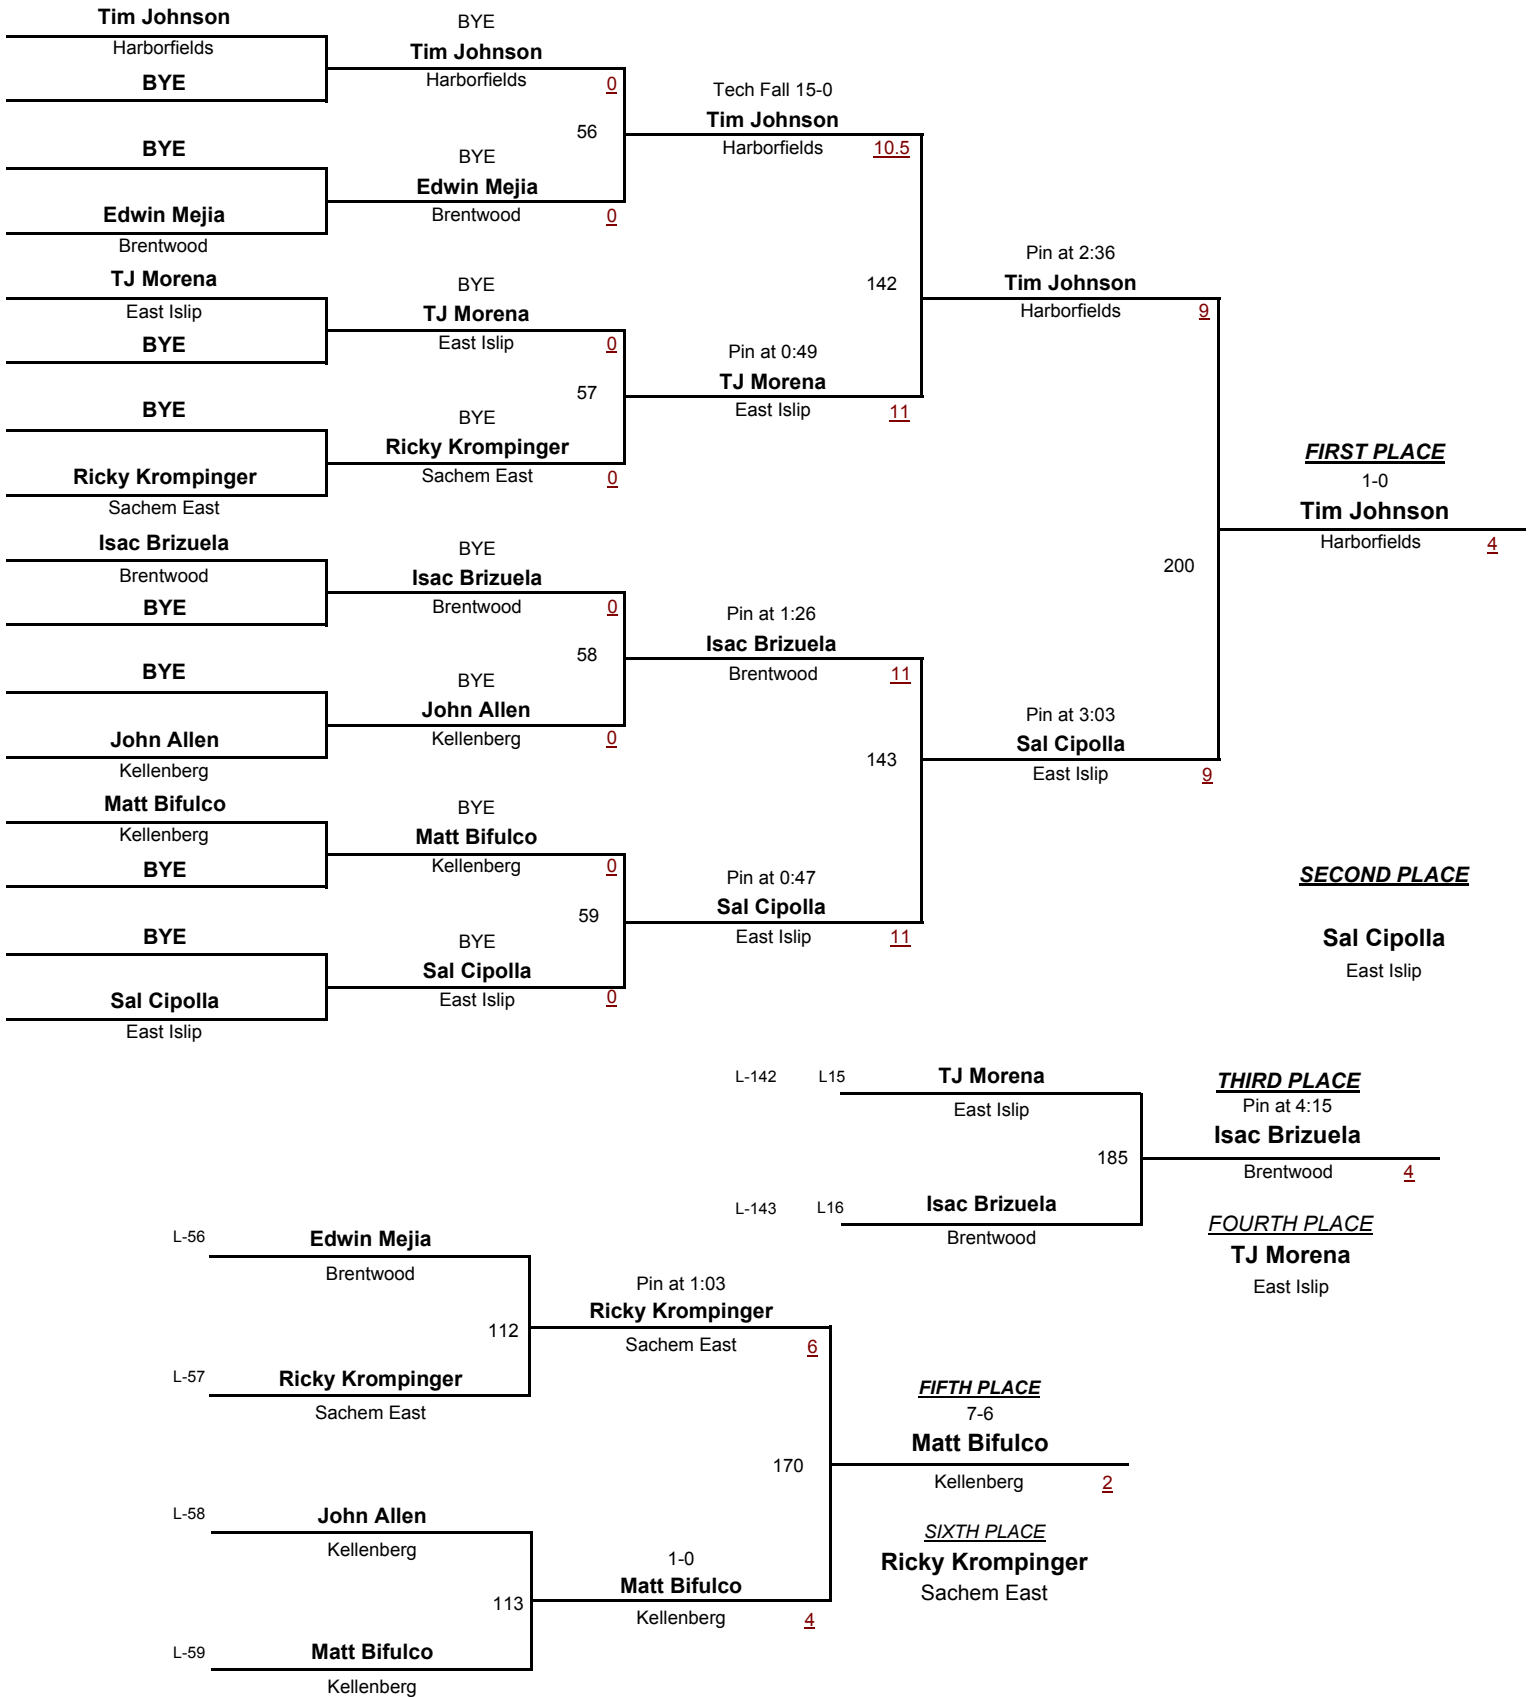 Tim Johnson
Harborfields
BYE
BYE
Edwin Mejia
Brentwood
TJ Morena
East Islip
BYE
BYE
Ricky Krompinger
Sachem East
Isac Brizuela
Brentwood
BYE
BYE
John Allen
Kellenberg
Matt Bifulco
Kellenberg
BYE
BYE
Sal Cipolla
East Islip
BYE
Tim Johnson
Harborfields
0
56
BYE
Edwin Mejia
Brentwood
0
BYE
TJ Morena
East Islip
0
57
BYE
Ricky Krompinger
Sachem East
0
BYE
Isac Brizuela
Brentwood
0
58
BYE
John Allen
Kellenberg
0
BYE
Matt Bifulco
Kellenberg
0
59
BYE
Sal Cipolla
East Islip
0
Tech Fall 15-0
Tim Johnson
Harborfields
10.5
142
Pin at 0:49
TJ Morena
East Islip
11
Pin at 1:26
Isac Brizuela
Brentwood
11
143
Pin at 0:47
Sal Cipolla
East Islip
11
Pin at 2:36
Tim Johnson
Harborfields
9
200
Pin at 3:03
Sal Cipolla
East Islip
9
FIRST PLACE
1-0
Tim Johnson
Harborfields
4
SECOND PLACE
Sal Cipolla
East Islip
L-142
L15
TJ Morena
East Islip
185
L-143
L16
Isac Brizuela
Brentwood
THIRD PLACE
Pin at 4:15
Isac Brizuela
Brentwood
4
FOURTH PLACE
TJ Morena
East Islip
L-56
Edwin Mejia
Brentwood
112
L-57
Ricky Krompinger
Sachem East
L-58
John Allen
Kellenberg
113
L-59
Matt Bifulco
Kellenberg
Pin at 1:03
Ricky Krompinger
Sachem East
6
170
1-0
Matt Bifulco
Kellenberg
4
FIFTH PLACE
7-6
Matt Bifulco
Kellenberg
2
SIXTH PLACE
Ricky Krompinger
Sachem East